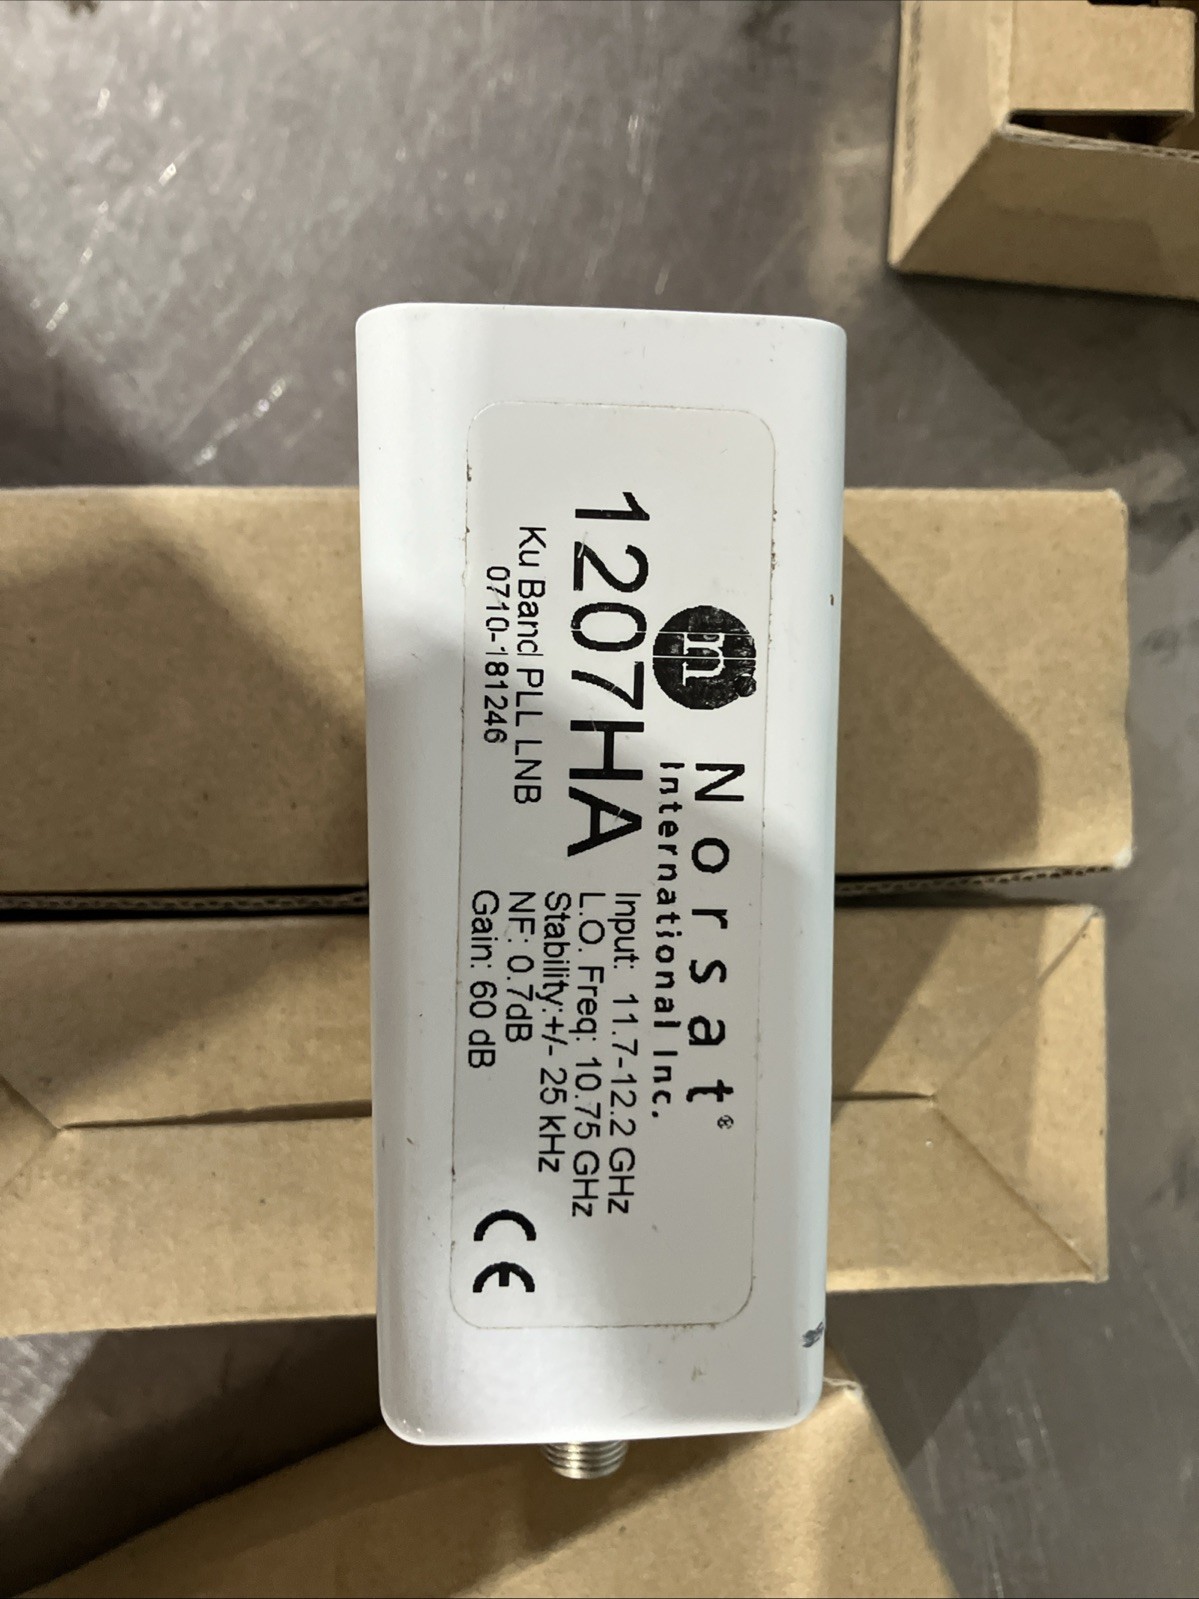 n
Norsat®
International Inc.
1207HA
Ku Band PLL LNB
0710-181246
Input: 11.7-12.2 GHz
L.O. Freq: 10.75 GHz
Stability:+/- 25 kHz
NF: 0.7dB
Gain: 60 dB
CE